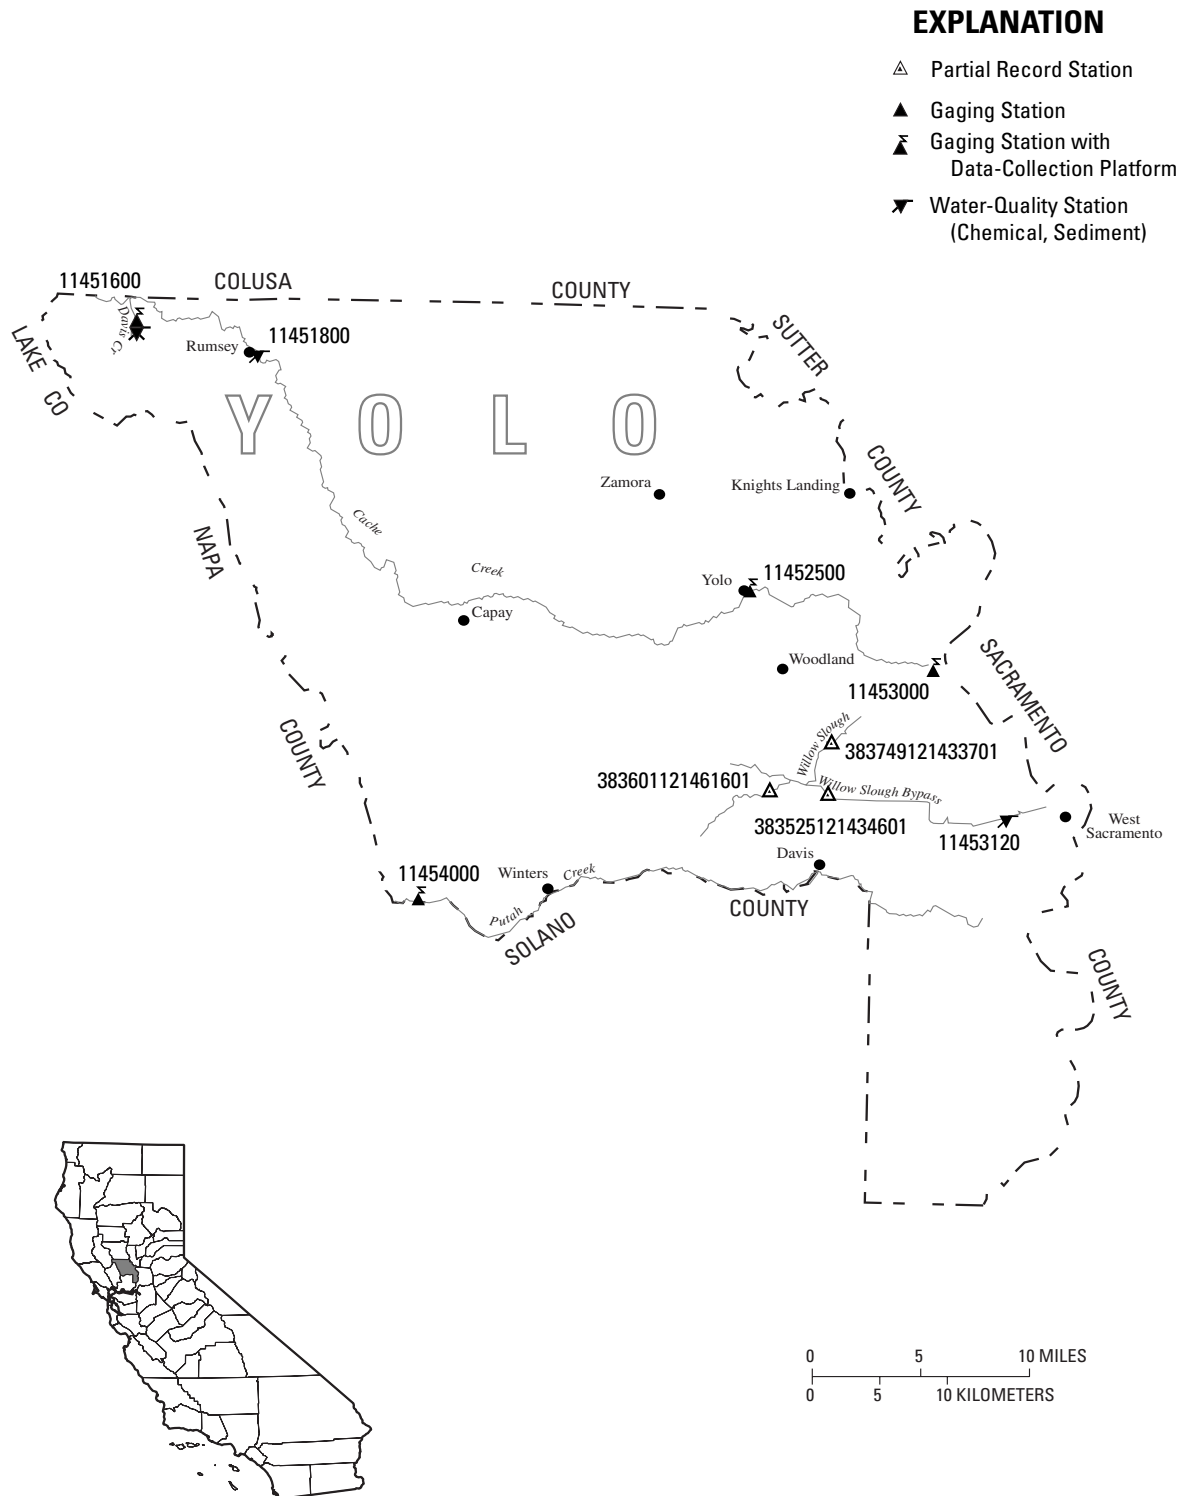 EXPLANATION
Partial Record Station
Gaging Station
Gaging Station with
Data-Collection Platform
Water-Quality Station
(Chemical, Sediment)
11451600
COLUSA
COUNTY
Davis Cr
LAKE CO
Rumsey
11451800
SUTTER
YOLO
COUNTY
Zamora
Knights Landing
NAPA
Cache
Creek
Yolo
11452500
Capay
Woodland
11453000
SACRAMENTO
COUNTY
Willow Slough
383749121433701
383601121461601
Willow Slough Bypass
383525121434601
11453120
West
Sacramento
Davis
11454000
Winters
Creek
Putah
SOLANO
COUNTY
COUNTY
0 5 10 MILES
0 5 10 KILOMETERS